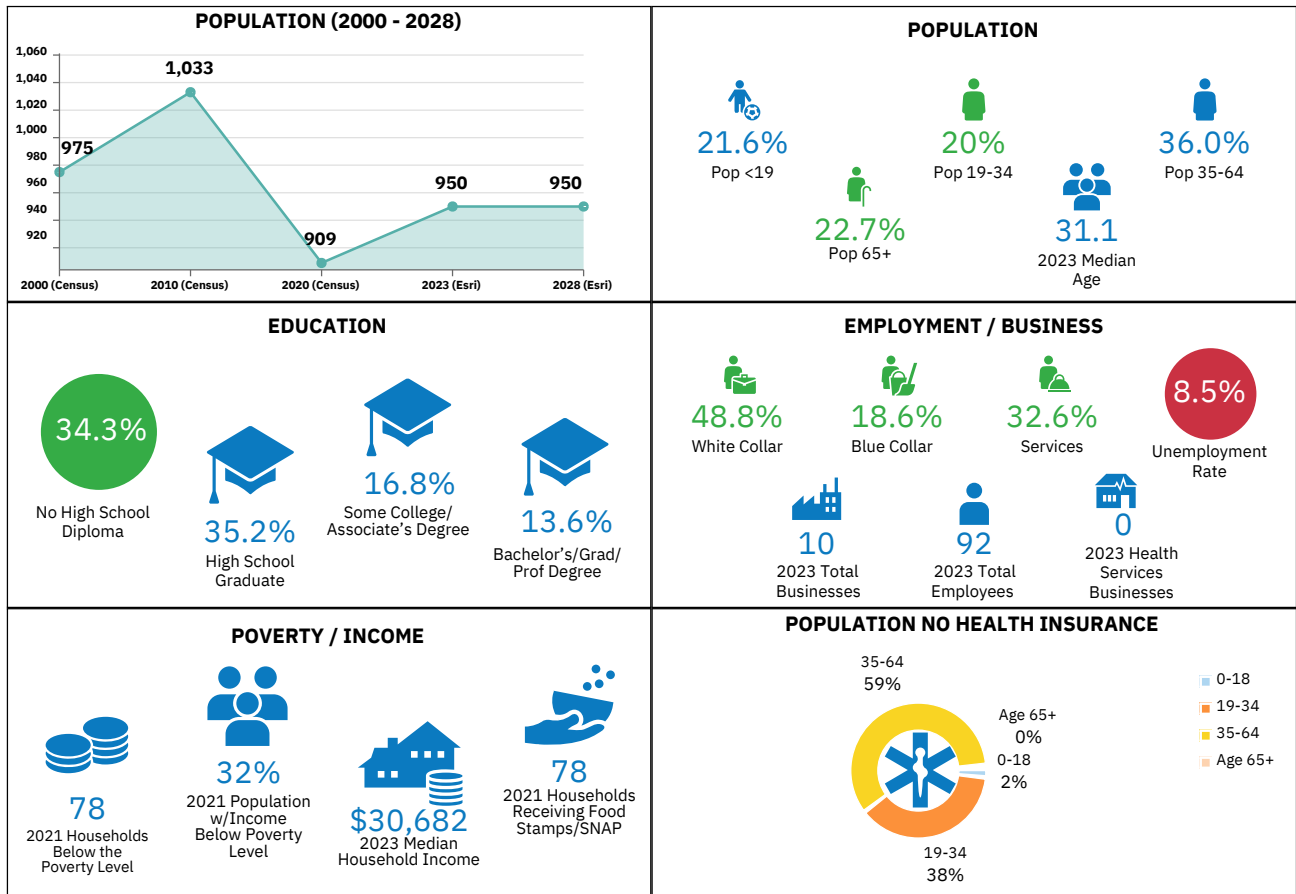 POPULATION (2000 - 2028)
1,060
1,040
1,020
1,000
980
960
940
920
975
1,033
909
950
950
2000 (Census)
2010 (Census)
2020 (Census)
2023 (Esri)
2028 (Esri)
POPULATION
21.6%
Pop <19
20%
Pop 19-34
36.0%
Pop 35-64
22.7%
Pop 65+
31.1
2023 Median
Age
EDUCATION
34.3%
No High School
Diploma
35.2%
High School
Graduate
16.8%
Some College/
Associate's Degree
13.6%
Bachelor's/Grad/
Prof Degree
EMPLOYMENT / BUSINESS
48.8%
White Collar
18.6%
Blue Collar
32.6%
Services
8.5%
Unemployment
Rate
10
2023 Total
Businesses
92
2023 Total
Employees
0
2023 Health
Services
Businesses
POVERTY / INCOME
78
2021 Households
Below the
Poverty Level
32%
2021 Population
w/Income
Below Poverty
Level
$30,682
2023 Median
Household Income
78
2021 Households
Receiving Food
Stamps/SNAP
POPULATION NO HEALTH INSURANCE
35-64
59%
Age 65+
0%
0-18
2%
19-34
38%
0-18
19-34
35-64
Age 65+